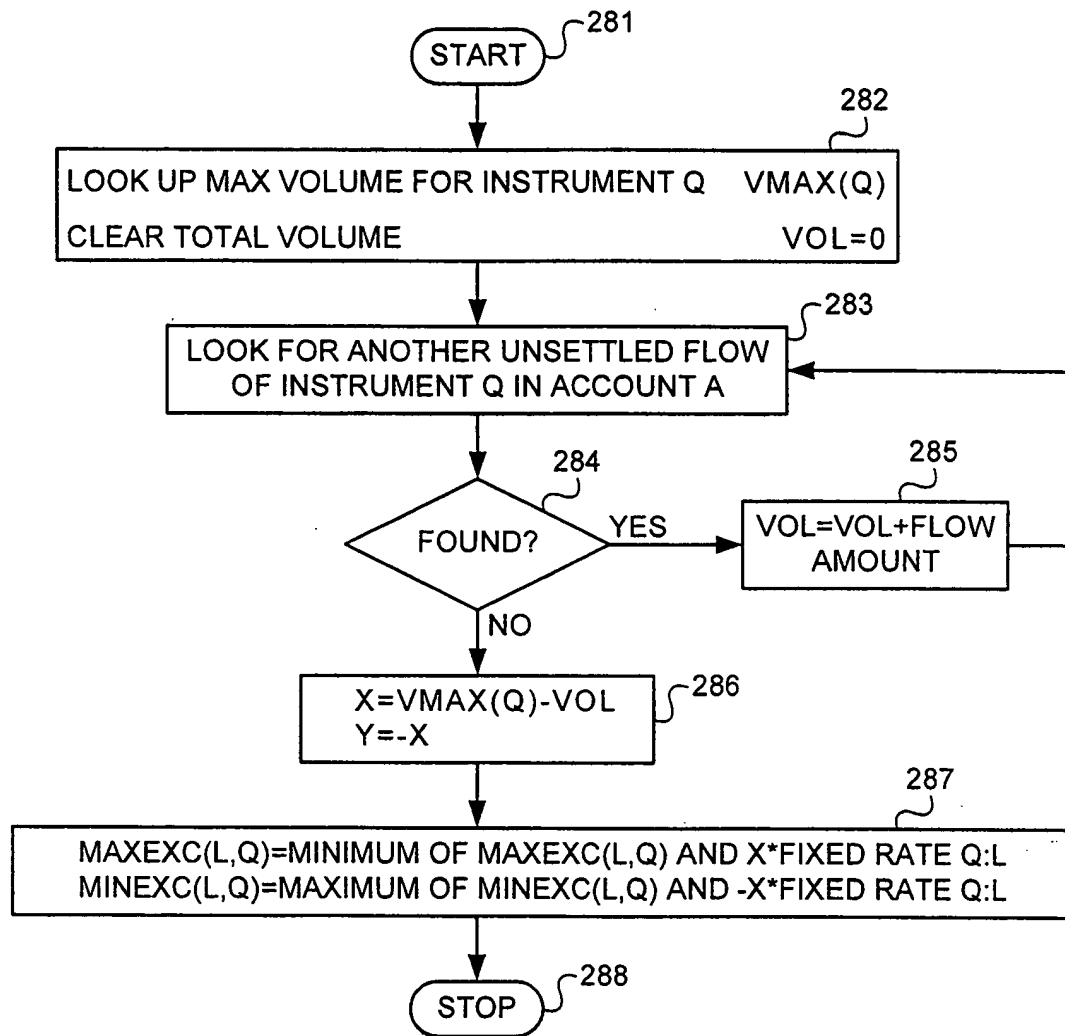 281
START
282
LOOK UP MAX VOLUME FOR INSTRUMENT Q VMAX(Q)
CLEAR TOTAL VOLUME VOL=0
283
LOOK FOR ANOTHER UNSETTLED FLOW
OF INSTRUMENT Q IN ACCOUNT A
284
FOUND?
YES
285
VOL=VOL+FLOW
AMOUNT
NO
286
X=VMAX(Q)-VOL
Y=-X
287
MAXEXC(L,Q)=MINIMUM OF MAXEXC(L,Q) AND X*FIXED RATE Q:L
MINEXC(L,Q)=MAXIMUM OF MINEXC(L,Q) AND -X*FIXED RATE Q:L
288
STOP